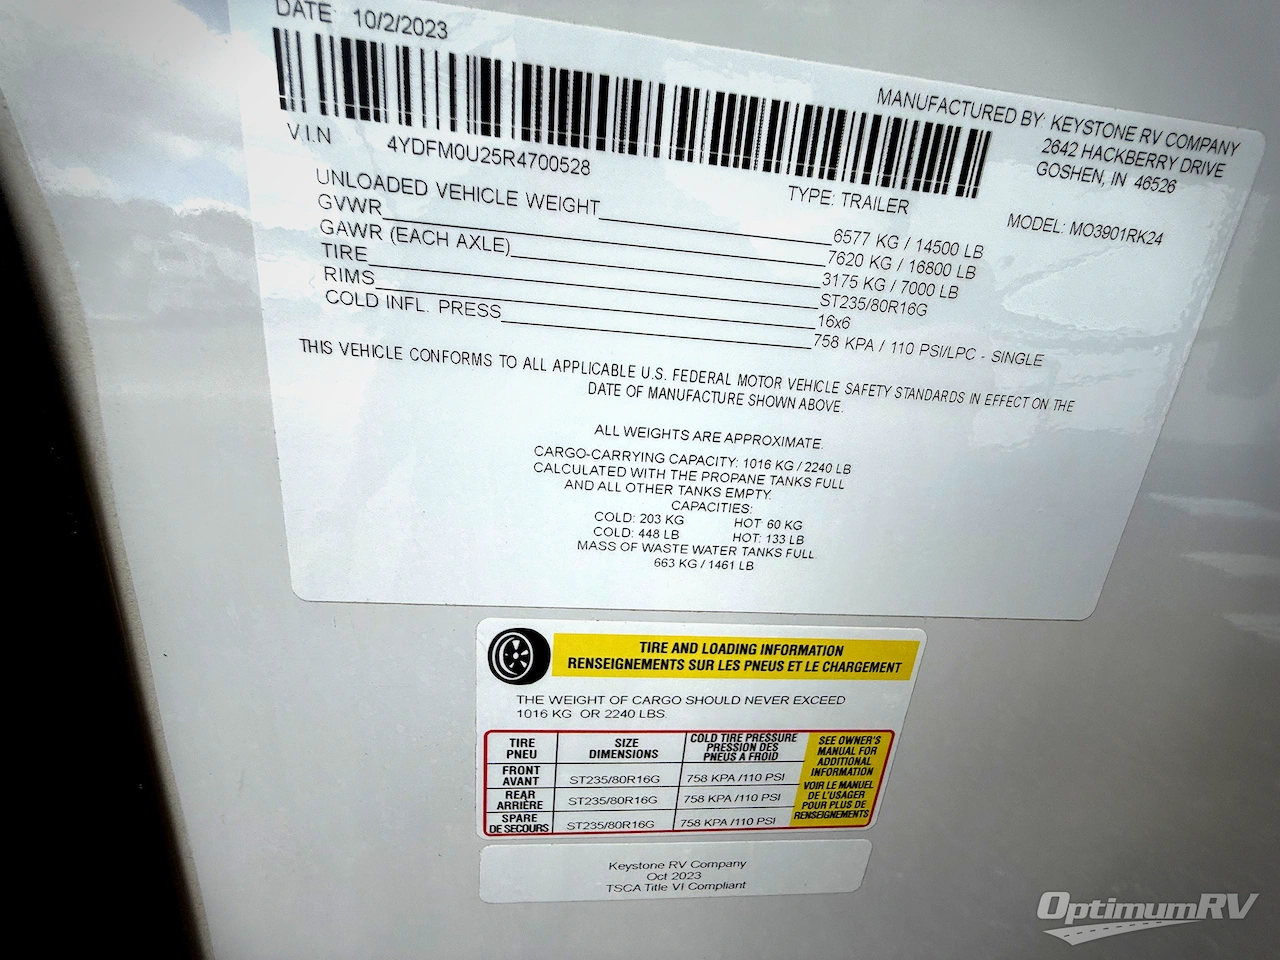 DATE 10/2/2023
MANUFACTURED BY: KEYSTONE RV COMPANY
2642 HACKBERRY DRIVE
GOSHEN, IN 46526
V.I.N 4YDFM0U25R4700528
TYPE: TRAILER
MODEL: MO3901RK24
UNLOADED VEHICLE WEIGHT 6577 KG / 14500 LB
GVWR 7620 KG / 16800 LB
GAWR (EACH AXLE) 3175 KG / 7000 LB
TIRE ST235/80R16G
RIMS 16x6
COLD INFL. PRESS 758 KPA / 110 PSI/LPC - SINGLE
THIS VEHICLE CONFORMS TO ALL APPLICABLE U.S. FEDERAL MOTOR VEHICLE SAFETY STANDARDS IN EFFECT ON THE
DATE OF MANUFACTURE SHOWN ABOVE.
ALL WEIGHTS ARE APPROXIMATE.
CARGO-CARRYING CAPACITY: 1016 KG / 2240 LB
CALCULATED WITH THE PROPANE TANKS FULL
AND ALL OTHER TANKS EMPTY.
CAPACITIES:
COLD: 203 KG HOT 60 KG
COLD: 448 LB HOT: 133 LB
MASS OF WASTE WATER TANKS FULL
663 KG / 1461 LB
TIRE AND LOADING INFORMATION
RENSEIGNEMENTS SUR LES PNEUS ET LE CHARGEMENT
THE WEIGHT OF CARGO SHOULD NEVER EXCEED
1016 KG OR 2240 LBS.
TIRE
PNEU
SIZE
DIMENSIONS
COLD TIRE PRESSURE
PRESSION DES
PNEUS A FROID
FRONT
AVANT
ST235/80R16G
758 KPA /110 PSI
REAR
ARRIÈRE
ST235/80R16G
758 KPA /110 PSI
SPARE
DE SECOURS
ST235/80R16G
758 KPA /110 PSI
SEE OWNER'S
MANUAL FOR
ADDITIONAL
INFORMATION
VOIR LE MANUEL
DE L'USAGER
POUR PLUS DE
RENSEIGNEMENTS
Keystone RV Company
Oct 2023
TSCA Title VI Compliant
OptimumRV